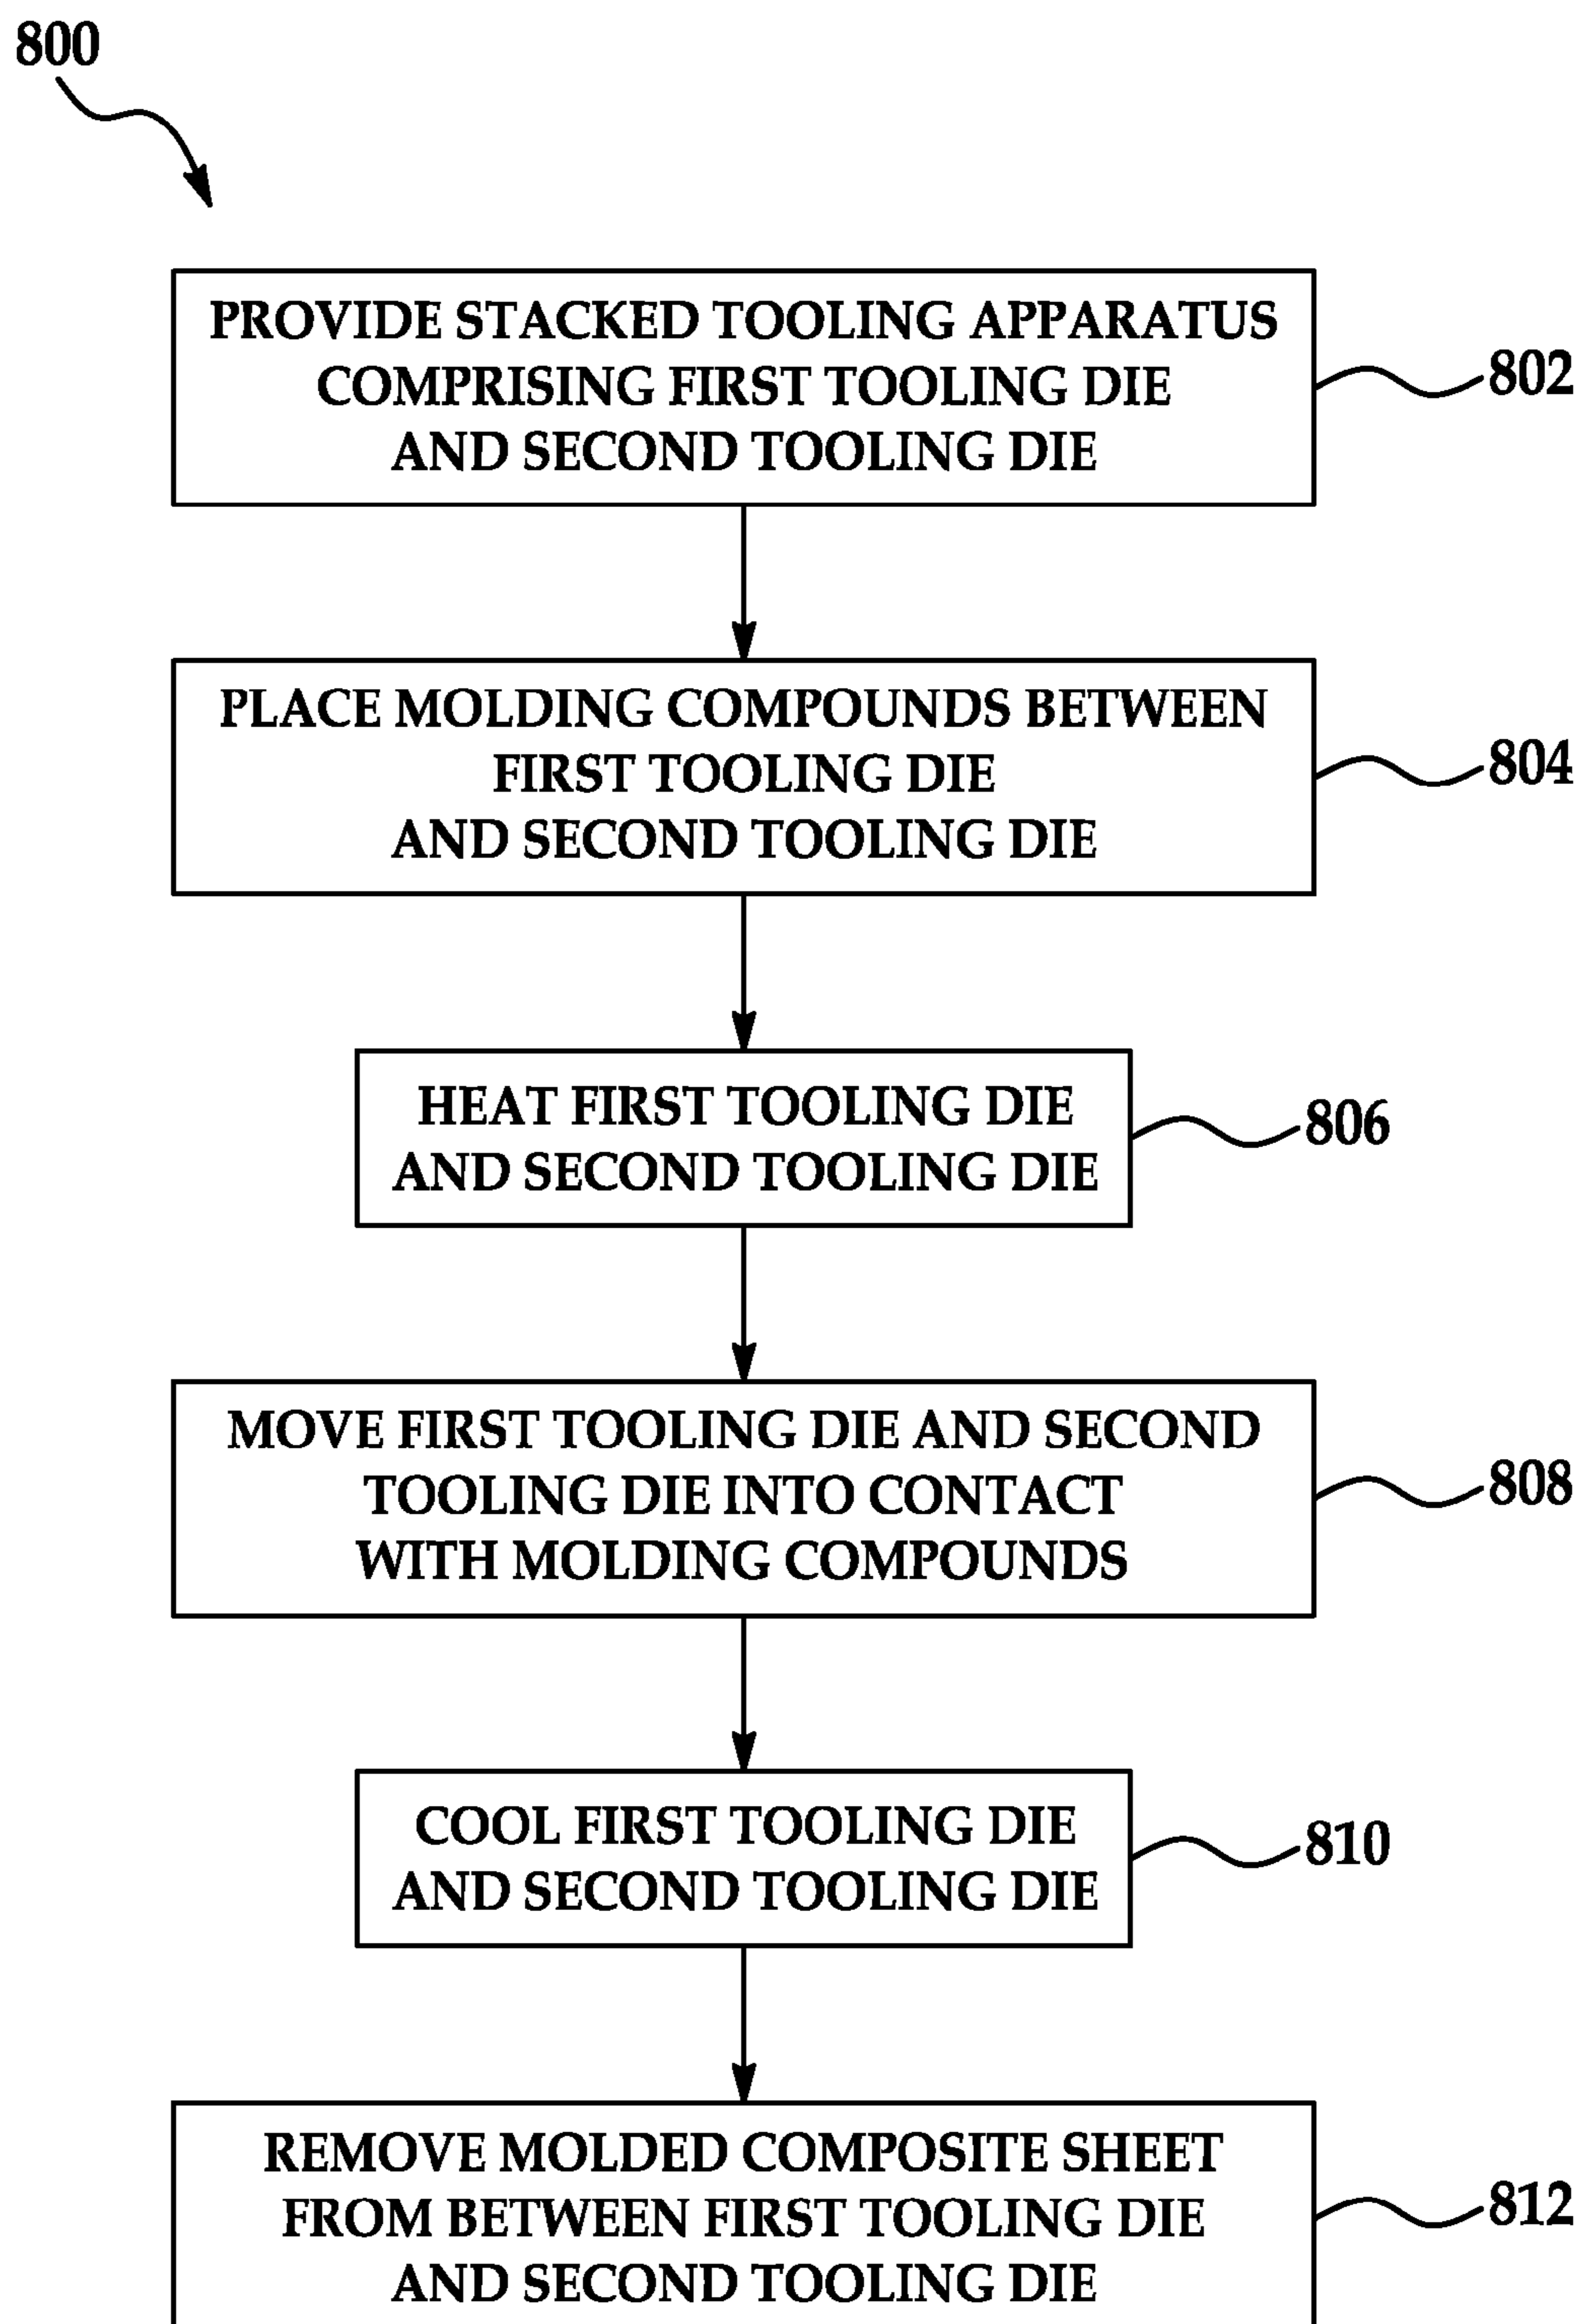 800
PROVIDE STACKED TOOLING APPARATUS
COMPRISING FIRST TOOLING DIE
AND SECOND TOOLING DIE
802
PLACE MOLDING COMPOUNDS BETWEEN
FIRST TOOLING DIE
AND SECOND TOOLING DIE
804
HEAT FIRST TOOLING DIE
AND SECOND TOOLING DIE
806
MOVE FIRST TOOLING DIE AND SECOND
TOOLING DIE INTO CONTACT
WITH MOLDING COMPOUNDS
808
COOL FIRST TOOLING DIE
AND SECOND TOOLING DIE
810
REMOVE MOLDED COMPOSITE SHEET
FROM BETWEEN FIRST TOOLING DIE
AND SECOND TOOLING DIE
812